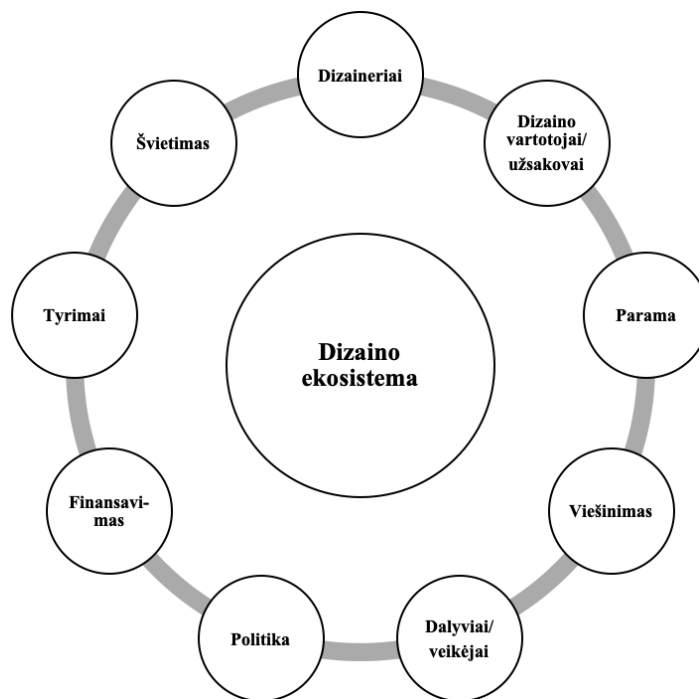 Dizaineriai
Dizaino
vartotojai/
užsakovai
Parama
Viešinimas
Dalyviai/
veikėjai
Politika
Finansavi-
mas
Tyrimai
Švietimas
Dizaino
ekosistema